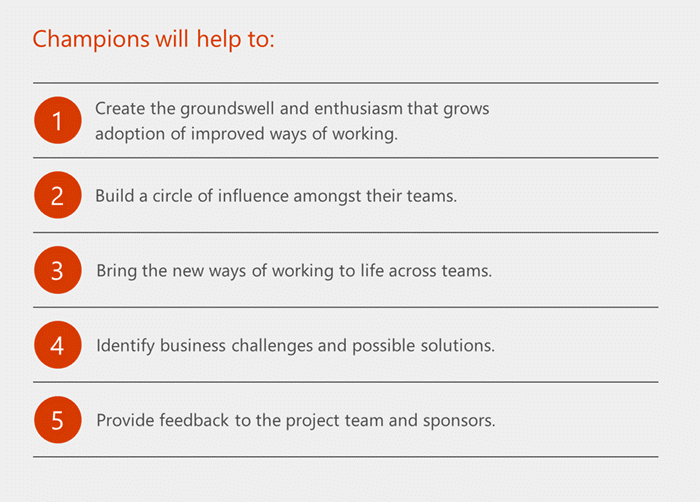 Champions will help to:
1
Create the groundswell and enthusiasm that grows
adoption of improved ways of working.
2
Build a circle of influence amongst their teams.
3
Bring the new ways of working to life across teams.
4
Identify business challenges and possible solutions.
5
Provide feedback to the project team and sponsors.